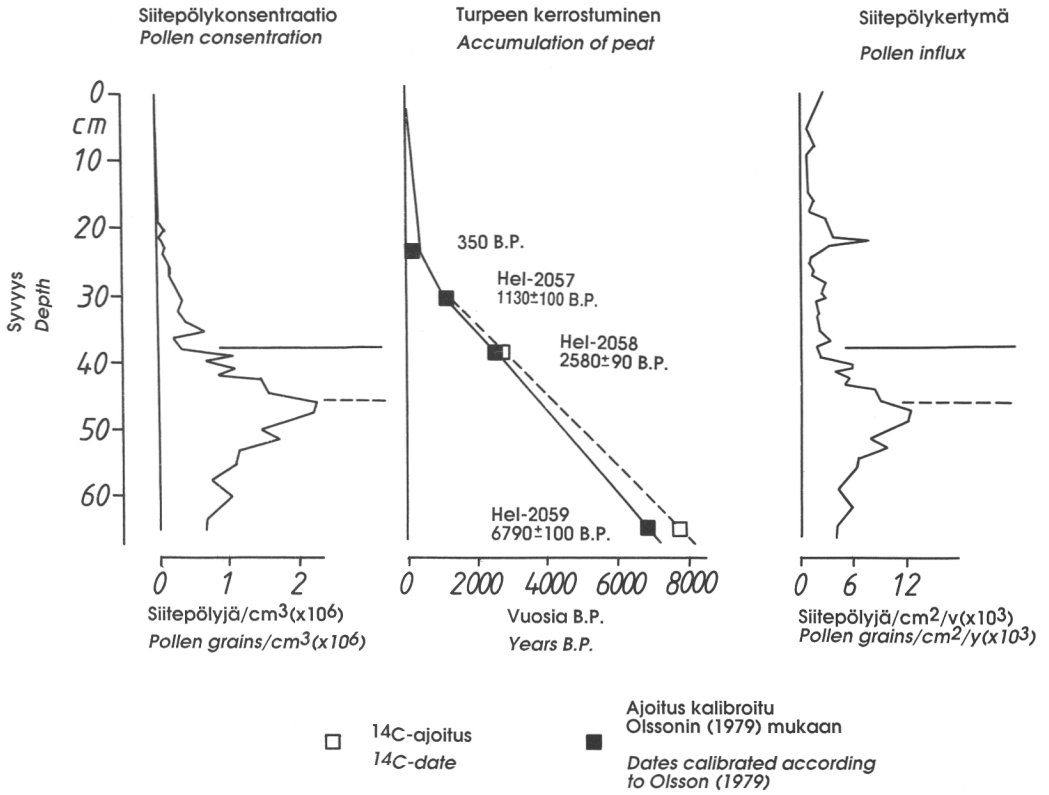 Siitepölykonsentraatio
Pollen consentration
Turpeen kerrostuminen
Accumulation of peat
Siitepölykertymä
Pollen influx
Syvyys
Depth
0
cm
10
20
30
40
50
60
350 B.P.
Hel-2057
1130±100 B.P.
Hel-2058
2580±90 B.P.
Hel-2059
6790±100 B.P.
0 1 2
Siitepölyjä/cm³(x10⁶)
Pollen grains/cm³(x10⁶)
0 2000 4000 6000 8000
Vuosia B.P.
Years B.P.
0 6 12
Siitepölyjä/cm²/v(x10³)
Pollen grains/cm²/y(x10³)
¹⁴C-ajoitus
¹⁴C-date
Ajoitus kalibroitu
Olssonin (1979) mukaan
Dates calibrated according
to Olsson (1979)